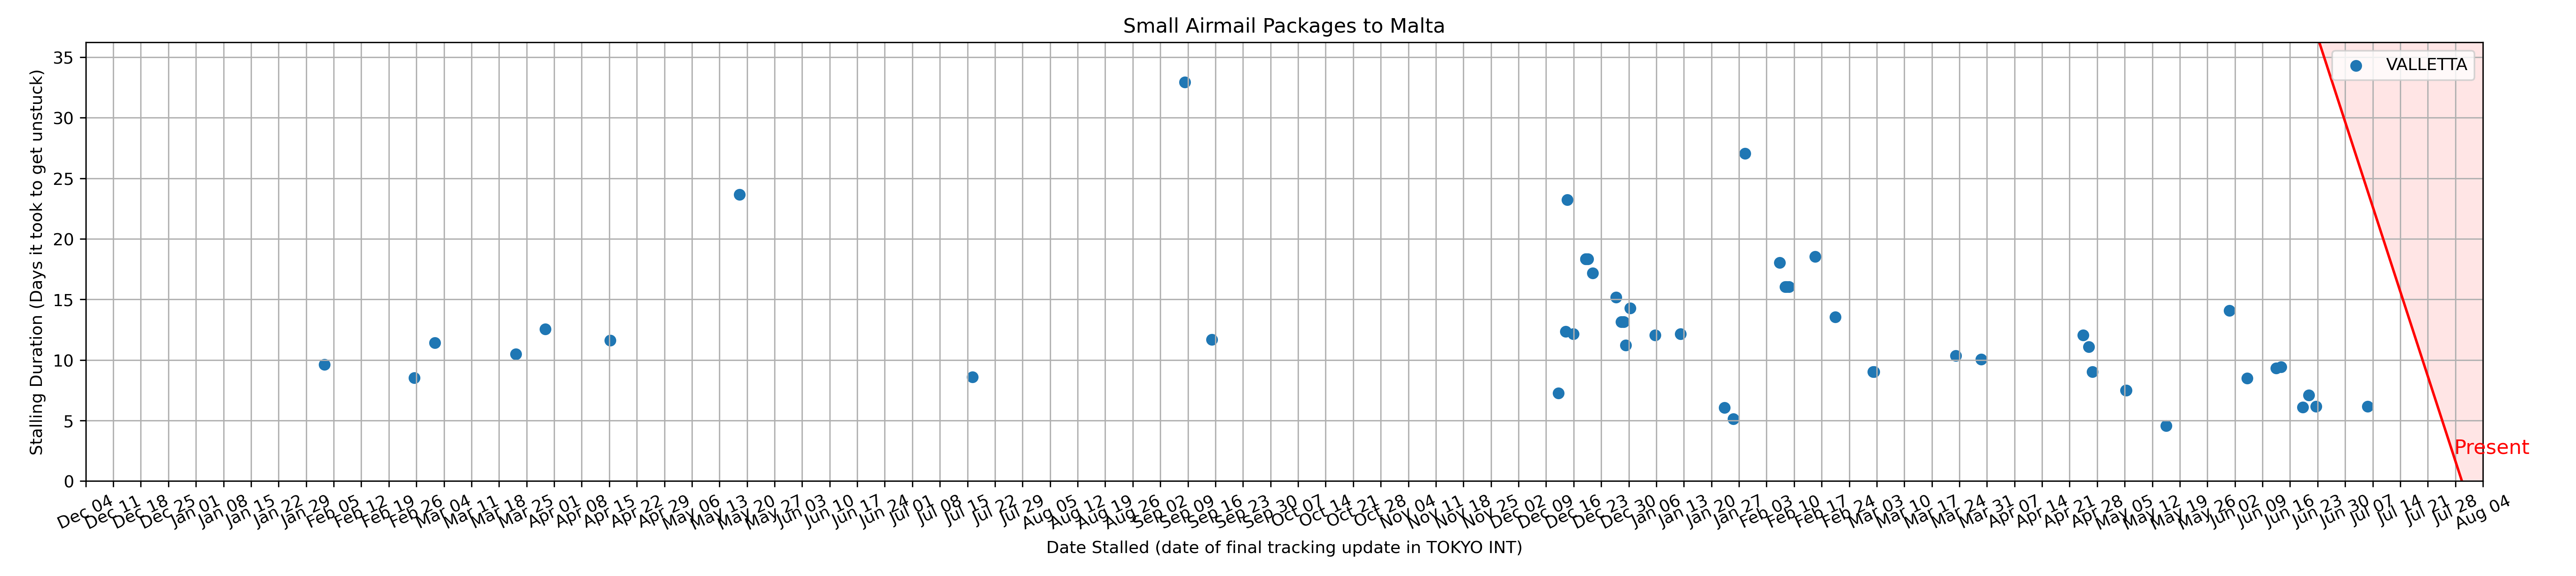 Small Airmail Packages to Malta
Stalling Duration (Days it took to get unstuck)
35
30
25
20
15
10
5
0
VALLETTA
Present
Dec 04 Dec 11 Dec 18 Dec 25 Jan 01 Jan 08 Jan 15 Jan 22 Jan 29 Feb 05 Feb 12 Feb 19 Feb 26 Mar 04 Mar 11 Mar 18 Mar 25 Apr 01 Apr 08 Apr 15 Apr 22 Apr 29 May 06 May 13 May 20 May 27 Jun 03 Jun 10 Jun 17 Jun 24 Jul 01 Jul 08 Jul 15 Jul 22 Jul 29 Aug 05 Aug 12 Aug 19 Aug 26 Sep 02 Sep 09 Sep 16 Sep 23 Sep 30 Oct 07 Oct 14 Oct 21 Oct 28 Nov 04 Nov 11 Nov 18 Nov 25 Dec 02 Dec 09 Dec 16 Dec 23 Dec 30 Jan 06 Jan 13 Jan 20 Jan 27 Feb 03 Feb 10 Feb 17 Feb 24 Mar 03 Mar 10 Mar 17 Mar 24 Mar 31 Apr 07 Apr 14 Apr 21 Apr 28 May 05 May 12 May 19 May 26 Jun 02 Jun 09 Jun 16 Jun 23 Jun 30 Jul 07 Jul 14 Jul 21 Jul 28 Aug 04
Date Stalled (date of final tracking update in TOKYO INT)